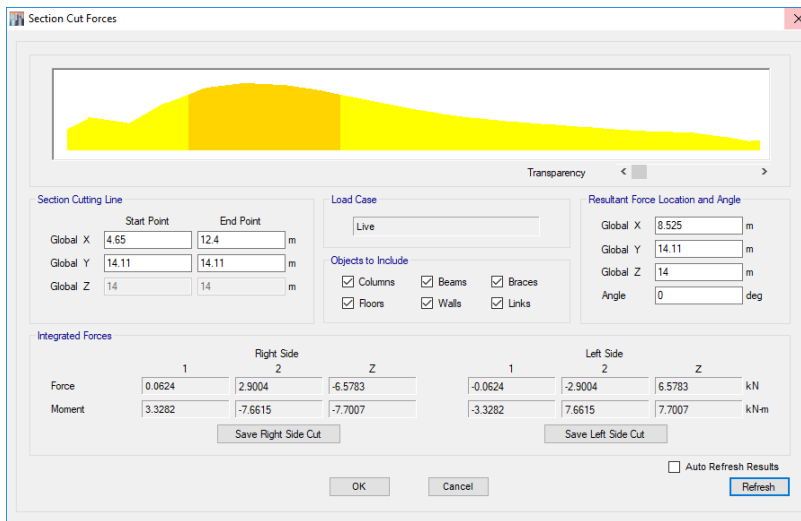 Section Cut Forces
Transparency
Section Cutting Line
Start Point End Point
Global X 4.65 12.4 m
Global Y 14.11 14.11 m
Global Z 14 14 m
Load Case
Live
Objects to Include
Columns Beams Braces
Floors Walls Links
Resultant Force Location and Angle
Global X 8.525 m
Global Y 14.11 m
Global Z 14 m
Angle 0 deg
Integrated Forces
Right Side Left Side
1 2 Z 1 2 Z
Force 0.0624 2.9004 -6.5783 -0.0624 -2.9004 6.5783 kN
Moment 3.3282 -7.6615 -7.7007 -3.3282 7.6615 7.7007 kN-m
Save Right Side Cut Save Left Side Cut
Auto Refresh Results
OK Cancel Refresh